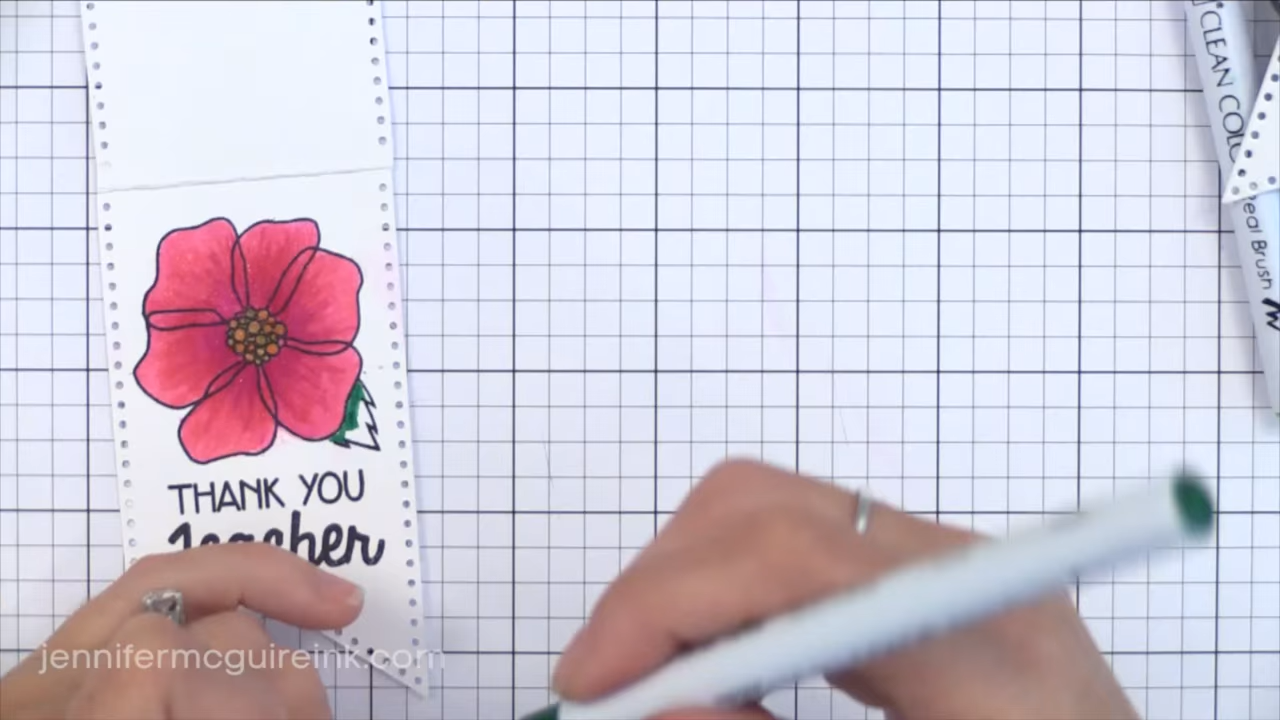 CLEAN COL
Real Brush
THANK YOU
Teacher
jennifermcguireink.com